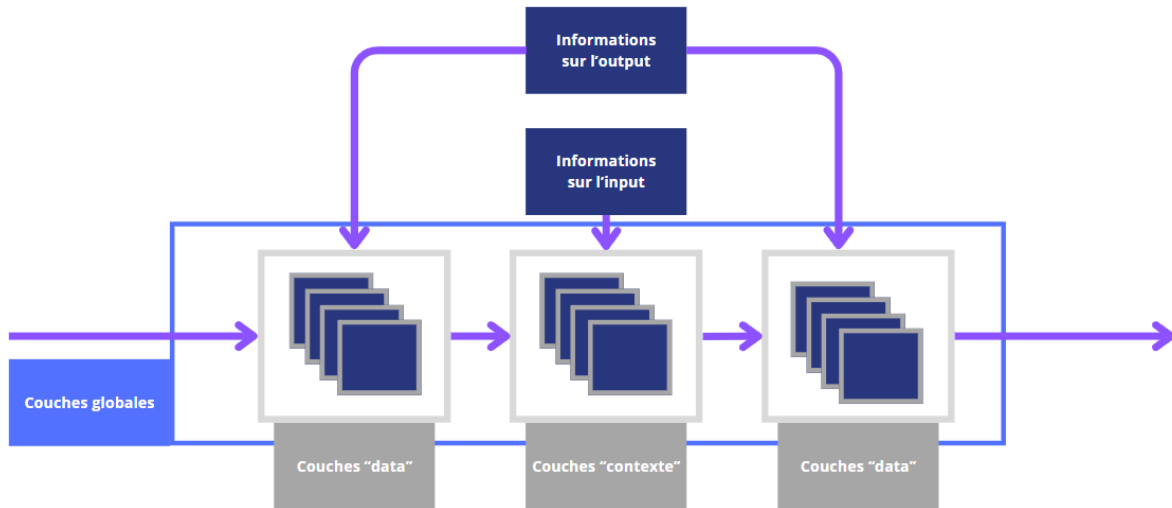 Informations
sur l’output
Informations
sur l’input
Couches globales
Couches “data”
Couches “contexte”
Couches “data”